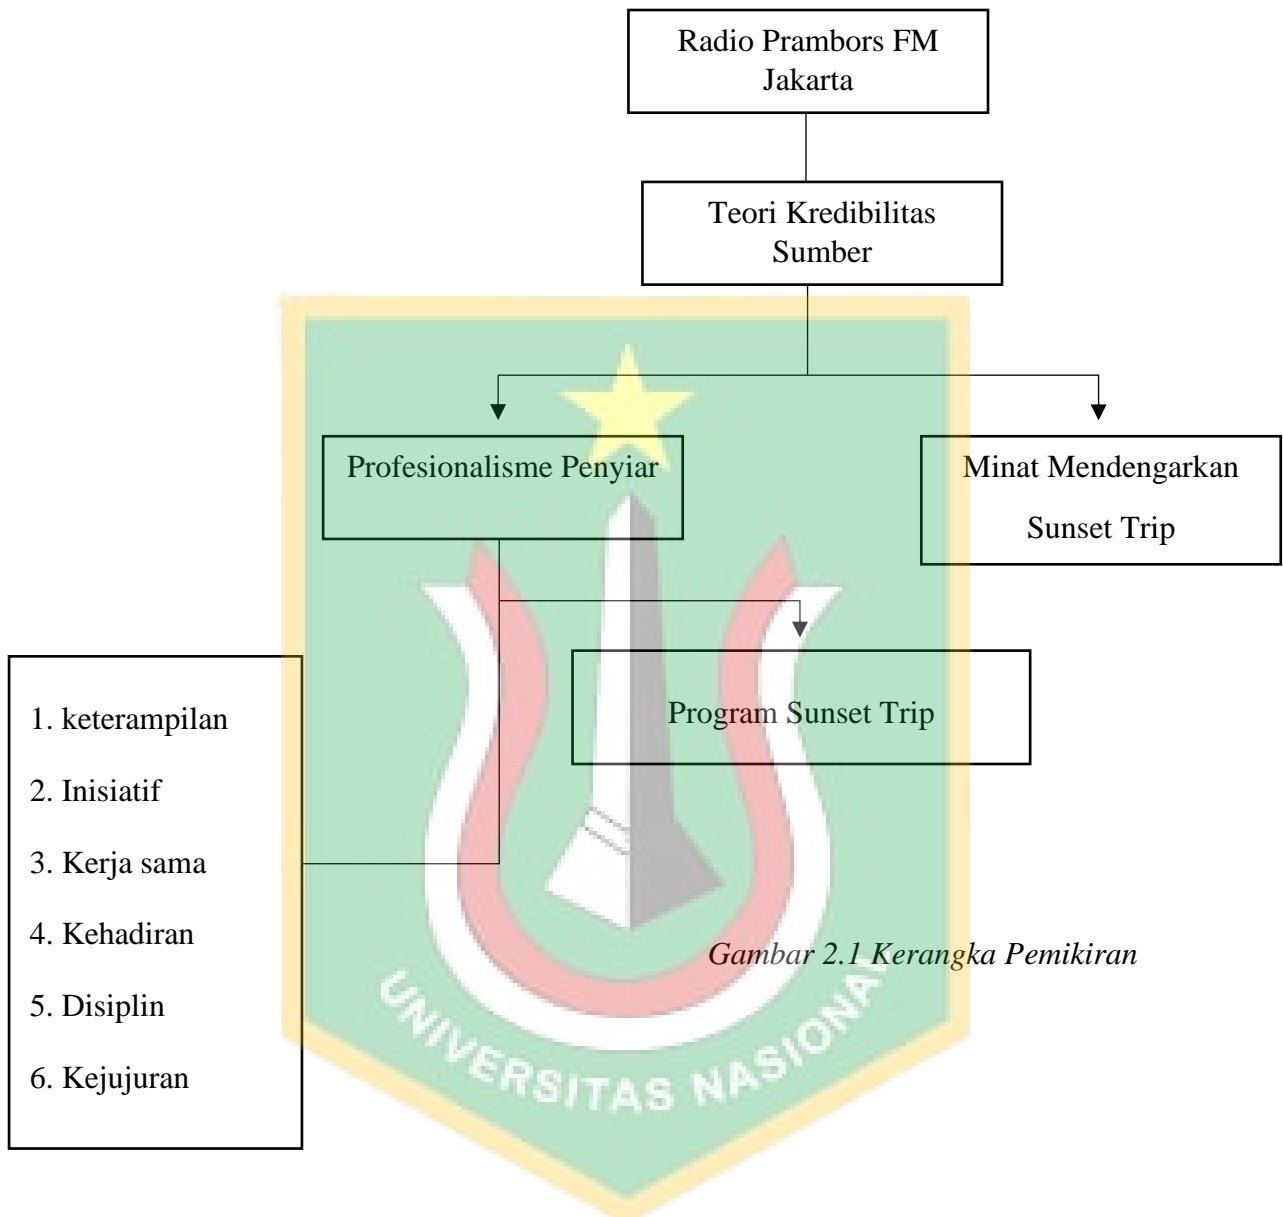 Radio Prambors FM
Jakarta
Teori Kredibilitas
Sumber
Profesionalisme Penyiar
Minat Mendengarkan
Sunset Trip
Program Sunset Trip
1. keterampilan
2. Inisiatif
3. Kerja sama
4. Kehadiran
5. Disiplin
6. Kejujuran
Gambar 2.1 Kerangka Pemikiran
UNIVERSITAS NASIONAL